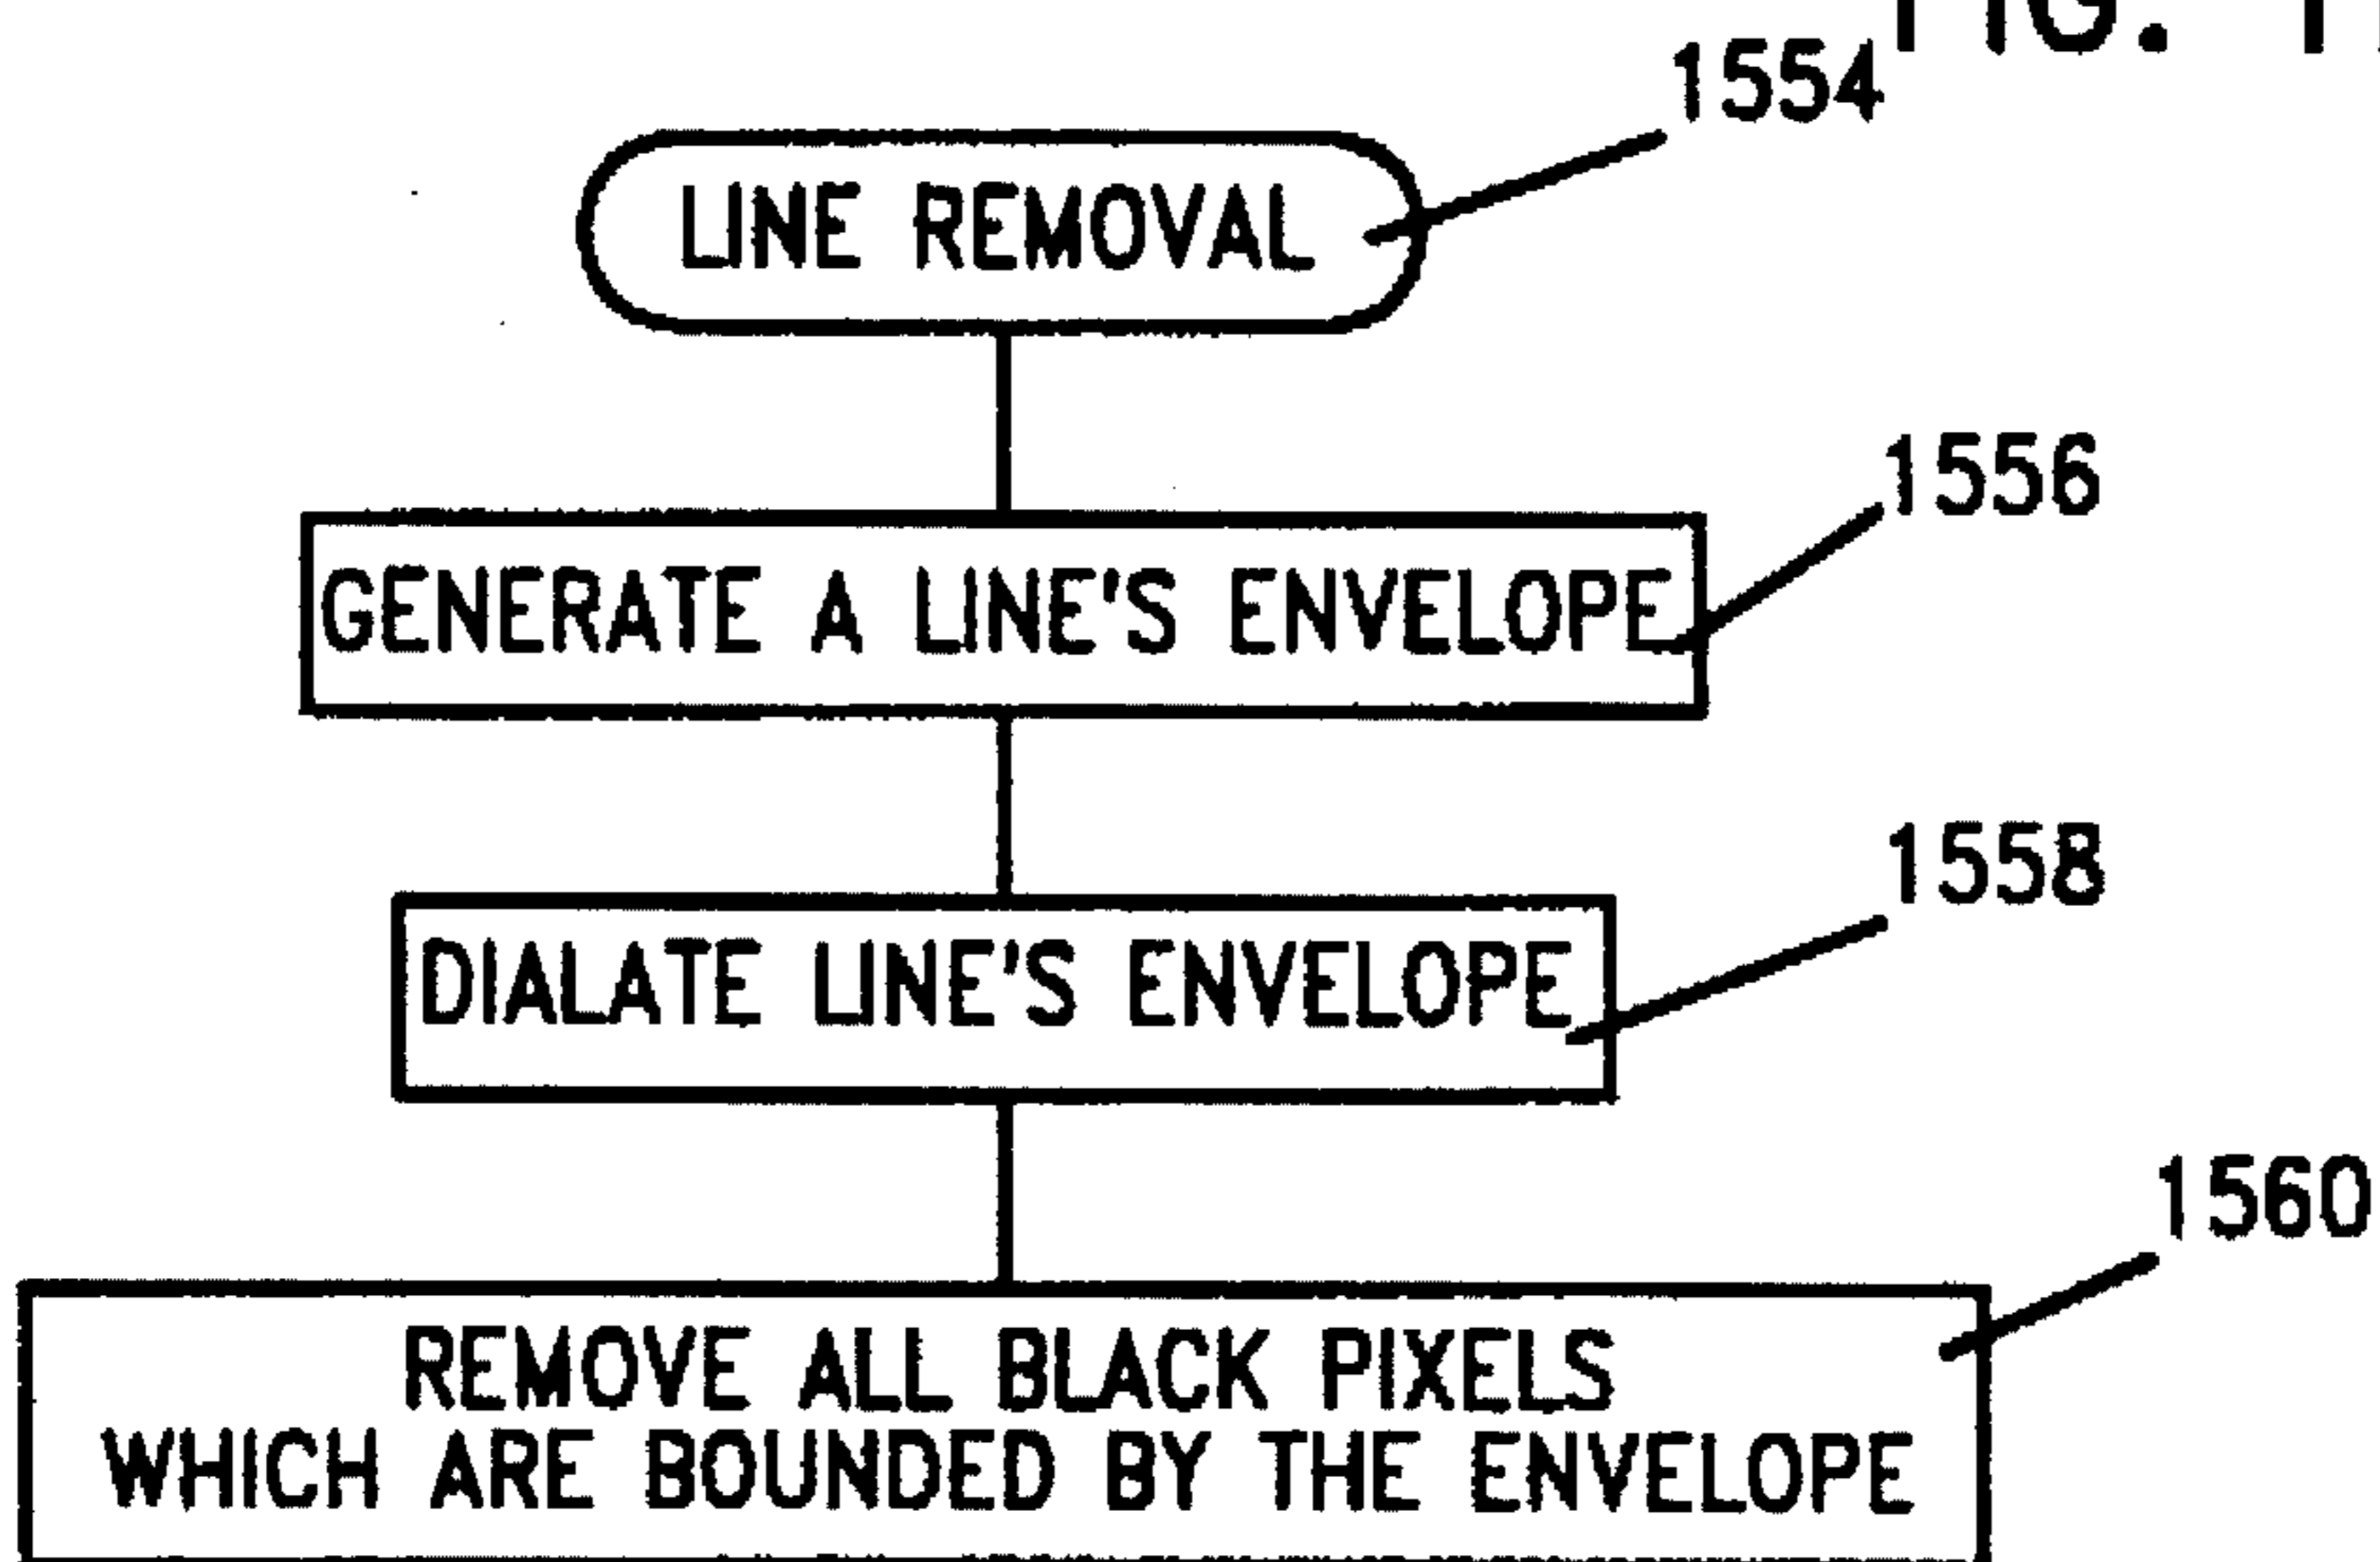 FIG.
1554
LINE REMOVAL
1556
GENERATE A LINE'S ENVELOPE
1558
DIALATE LINE'S ENVELOPE
1560
REMOVE ALL BLACK PIXELS
WHICH ARE BOUNDED BY THE ENVELOPE